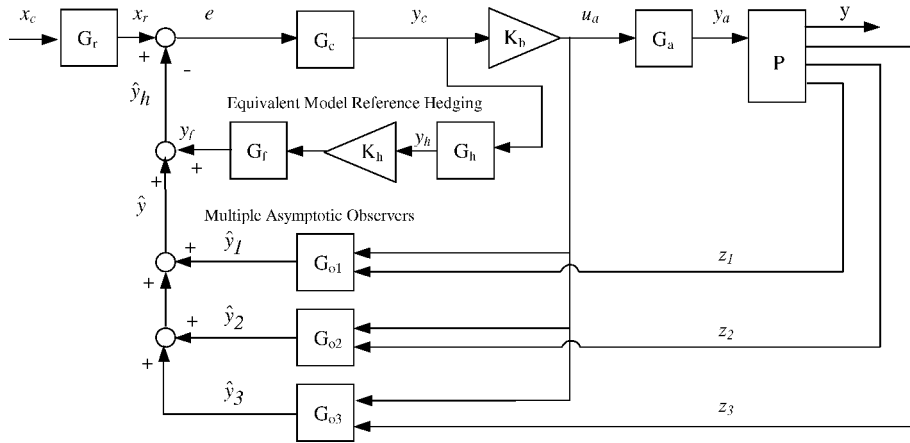 x_c
x_r
e
y_c
u_a
y_a
y
G_r
G_c
K_b
G_a
P
+
-
ŷ_h
Equivalent Model Reference Hedging
y_f
G_f
K_h
y_h
G_h
+
+
ŷ
Multiple Asymptotic Observers
+
ŷ_1
G_o1
z_1
+
+
ŷ_2
G_o2
z_2
+
ŷ_3
G_o3
z_3